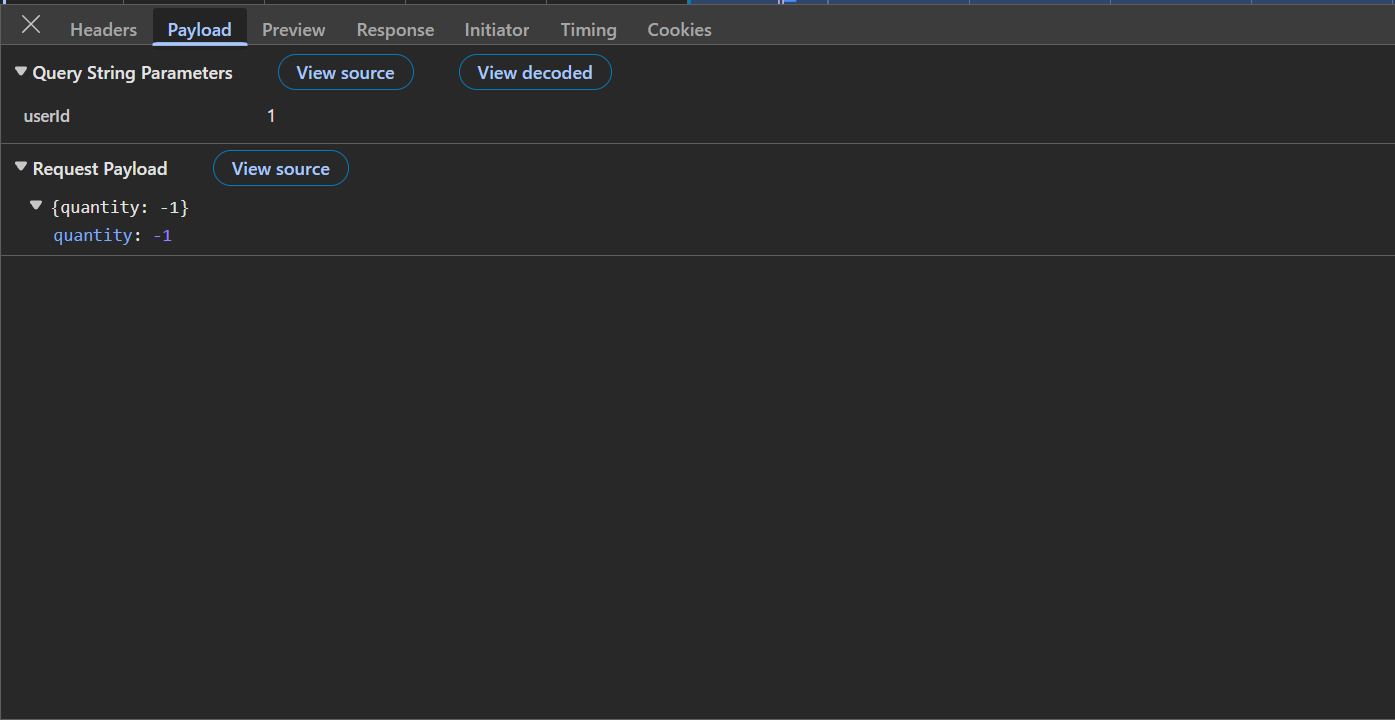 Headers Payload Preview Response Initiator Timing Cookies
Query String Parameters View source View decoded
userId 1
Request Payload View source
{quantity: -1}
quantity: -1